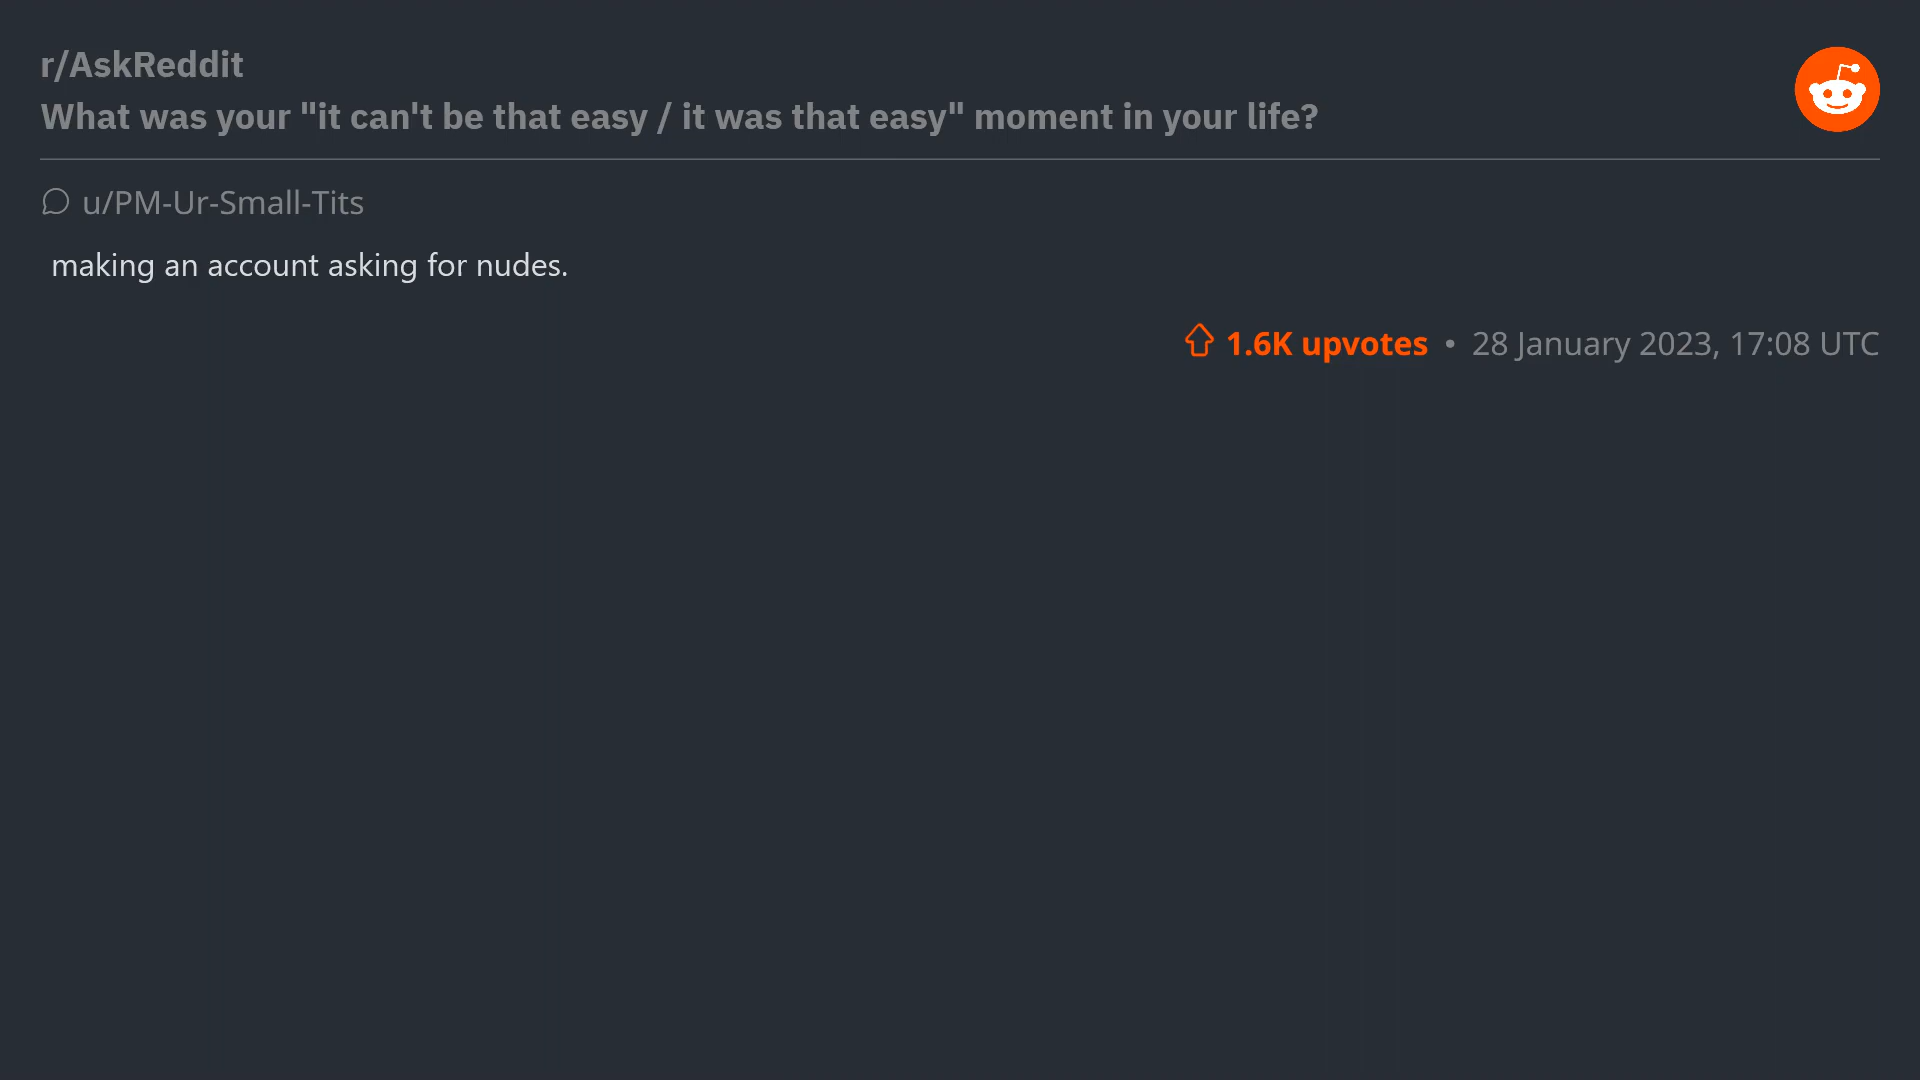 r/AskReddit
What was your "it can't be that easy / it was that easy" moment in your life?
u/PM-Ur-Small-Tits
making an account asking for nudes.
1.6K upvotes • 28 January 2023, 17:08 UTC